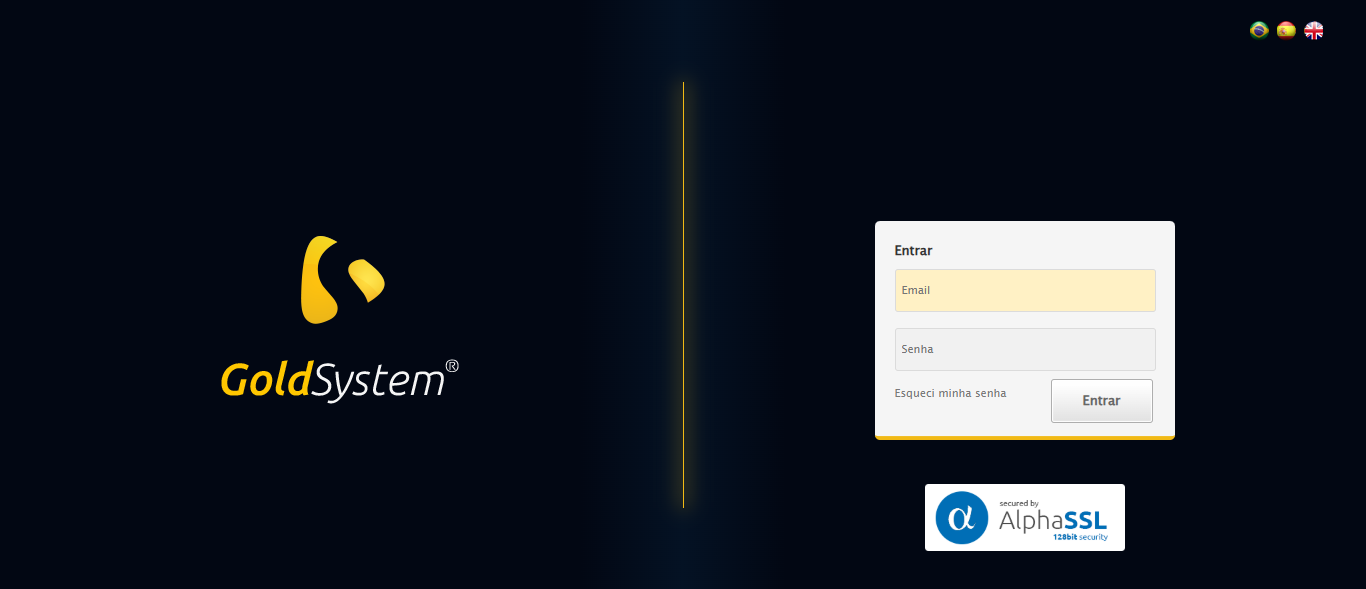 GoldSystem®
Entrar
Email
Senha
Esqueci minha senha
Entrar
α
secured by
AlphaSSL
128bit security